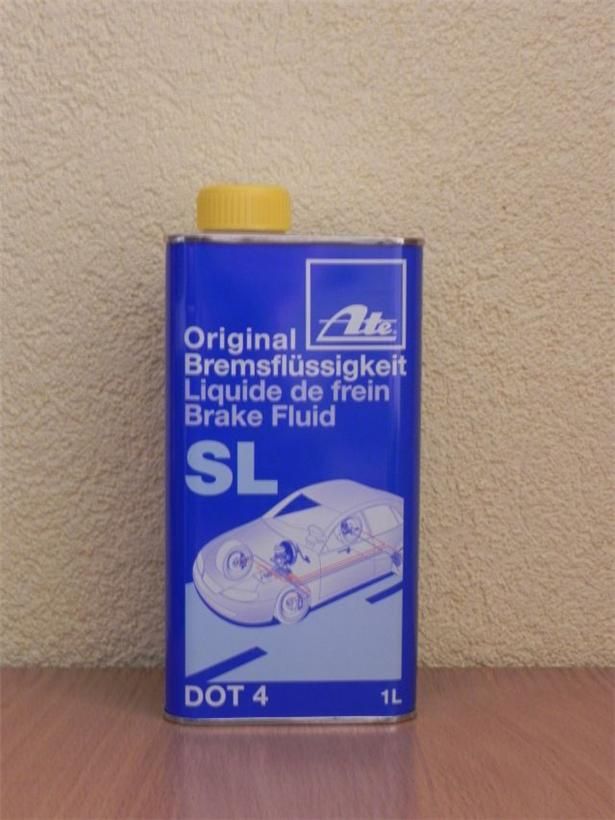 Ate
Original
Bremsflüssigkeit
Liquide de frein
Brake Fluid
SL
DOT 4
1L